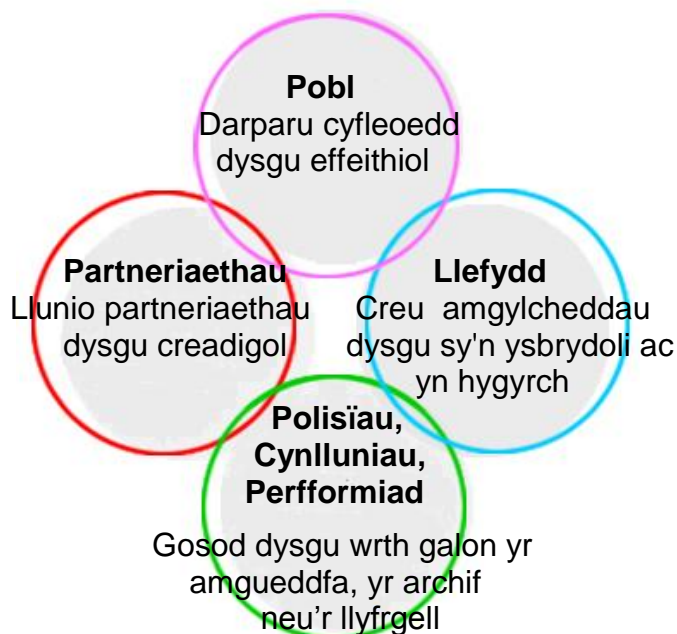 Pobl
Darparu cyfleoedd
dysgu effeithiol
Partneriaethau
Llunio partneriaethau
dysgu creadigol
Llefydd
Creu amgylcheddau
dysgu sy'n ysbrydoli ac
yn hygyrch
Polisïau,
Cynlluniau,
Perfformiad
Gosod dysgu wrth galon yr
amgueddfa, yr archif
neu'r llyfrgell